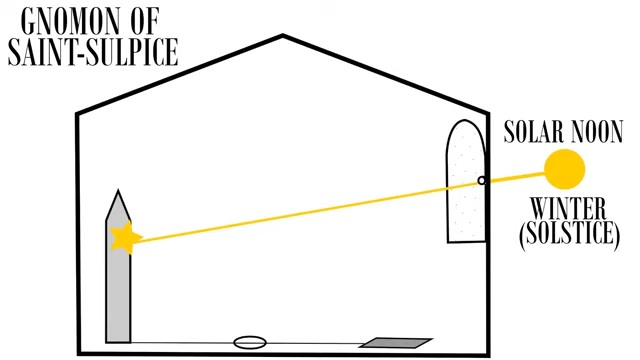 GNOMON OF
SAINT-SULPICE
SOLAR NOON
WINTER
(SOLSTICE)